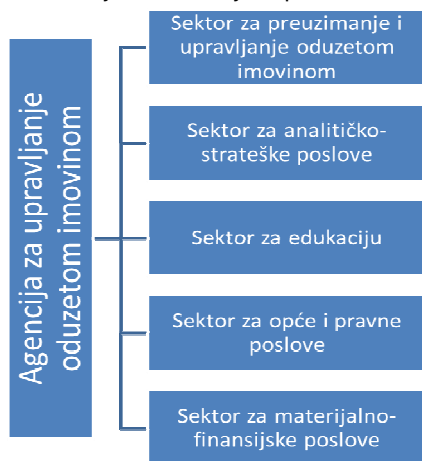 Agencija za upravljanje
oduzetom imovinom
Sektor za preuzimanje i
upravljanje oduzetom
imovinom
Sektor za analitičko-
strateške poslove
Sektor za edukaciju
Sektor za opće i pravne
poslove
Sektor za materijalno-
finansijske poslove